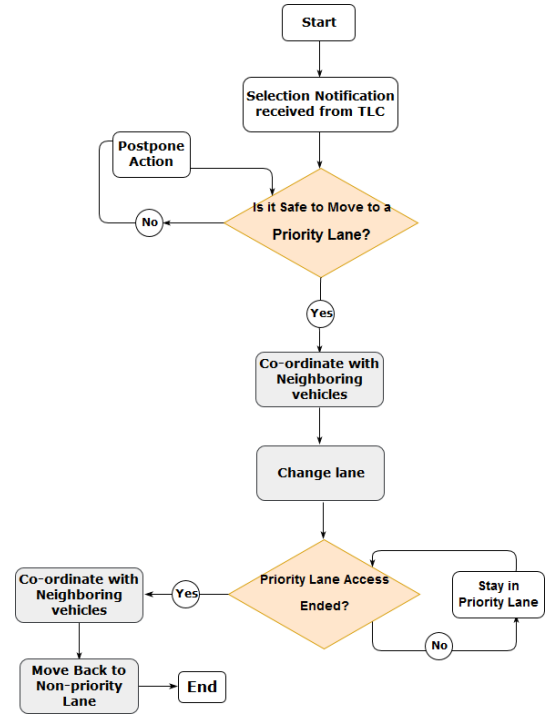 Start
Selection Notification
received from TLC
Postpone
Action
Is it Safe to Move to a
Priority Lane?
No
Yes
Co-ordinate with
Neighboring
vehicles
Change lane
Priority Lane Access
Ended?
Stay in
Priority Lane
No
Yes
Co-ordinate with
Neighboring
vehicles
Move Back to
Non-priority
Lane
End